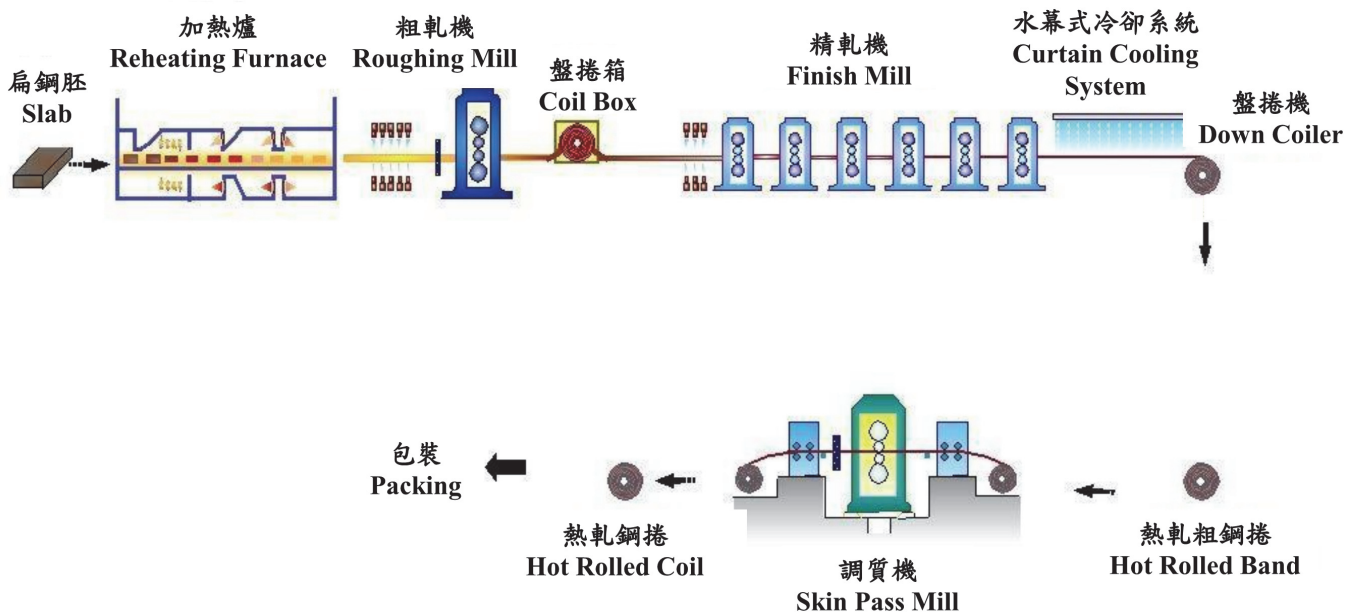 加熱爐
Reheating Furnace
粗軋機
Roughing Mill
精軋機
Finish Mill
水幕式冷卻系統
Curtain Cooling
System
扁鋼胚
Slab
盤捲箱
Coil Box
盤捲機
Down Coiler
包裝
Packing
熱軋鋼捲
Hot Rolled Coil
調質機
Skin Pass Mill
熱軋粗鋼捲
Hot Rolled Band